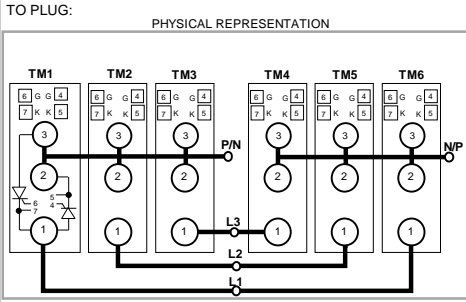 TO PLUG:
PHYSICAL REPRESENTATION
TM1 TM2 TM3 TM4 TM5 TM6
6 G G 4 6 G G 4 6 G G 4 6 G G 4 6 G G 4 6 G G 4
7 K K 5 7 K K 5 7 K K 5 7 K K 5 7 K K 5 7 K K 5
3 3 3 3 3 3
P/N N/P
2 2 2 2 2 2
5
6 4
7
1 1 1 L3 1 1 1
L2
L1